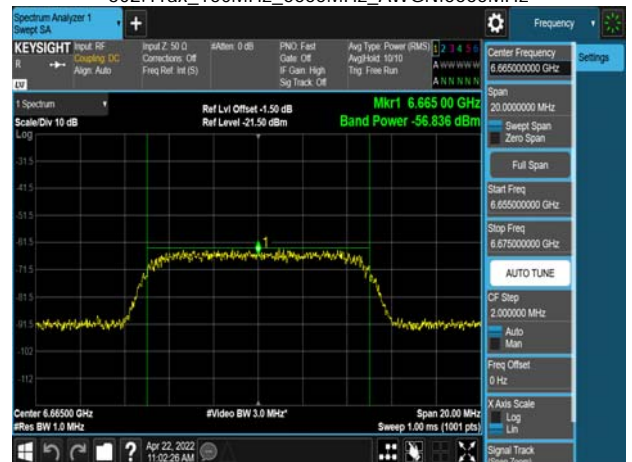 Spectrum Analyzer 1
Swept SA
+
Frequency
KEYSIGHT
R
LW
Input: RF
Coupling: DC
Align: Auto
Input Z: 50 Ω
Corrections: Off
Freq Ref: Int (S)
#Atten: 0 dB
PNO: Fast
Gate: Off
IF Gain: High
Sig Track: Off
Avg Type: Power (RMS)
Avg|Hold: 10/10
Trig: Free Run
1 2 3 4 5 6
A W W W W W
A N N N N N
Center Frequency
6.665000000 GHz
Settings
Span
20.0000000 MHz
Swept Span
Zero Span
Full Span
Start Freq
6.655000000 GHz
Stop Freq
6.675000000 GHz
AUTO TUNE
CF Step
2.000000 MHz
Auto
Man
Freq Offset
0 Hz
X Axis Scale
Log
Lin
Signal Track
(Span Zoom)
1 Spectrum
Scale/Div 10 dB
Log
Ref Lvl Offset -1.50 dB
Ref Level -21.50 dBm
Mkr1 6.665 00 GHz
Band Power -56.836 dBm
-31.5
-41.5
-51.5
-61.5
-71.5
-81.5
-91.5
-102
-112
1
Center 6.66500 GHz
#Res BW 1.0 MHz
#Video BW 3.0 MHz*
Span 20.00 MHz
Sweep 1.00 ms (1001 pts)
?
Apr 22, 2022
11:02:26 AM